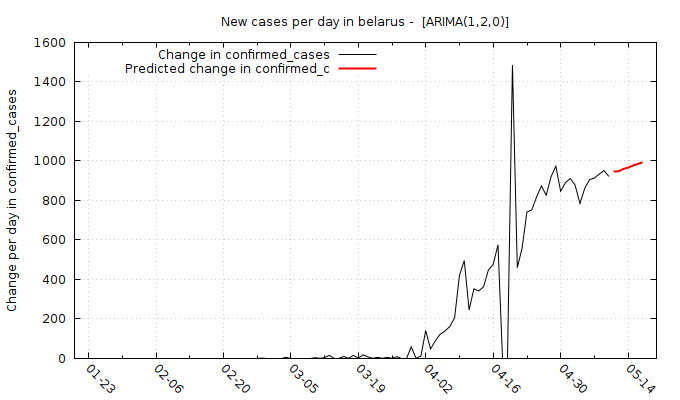 New cases per day in belarus - [ARIMA(1,2,0)]
Change in confirmed_cases
Predicted change in confirmed_c
Change per day in confirmed_cases
1600
1400
1200
1000
800
600
400
200
0
01-23 02-06 02-20 03-05 03-19 04-02 04-16 04-30 05-14